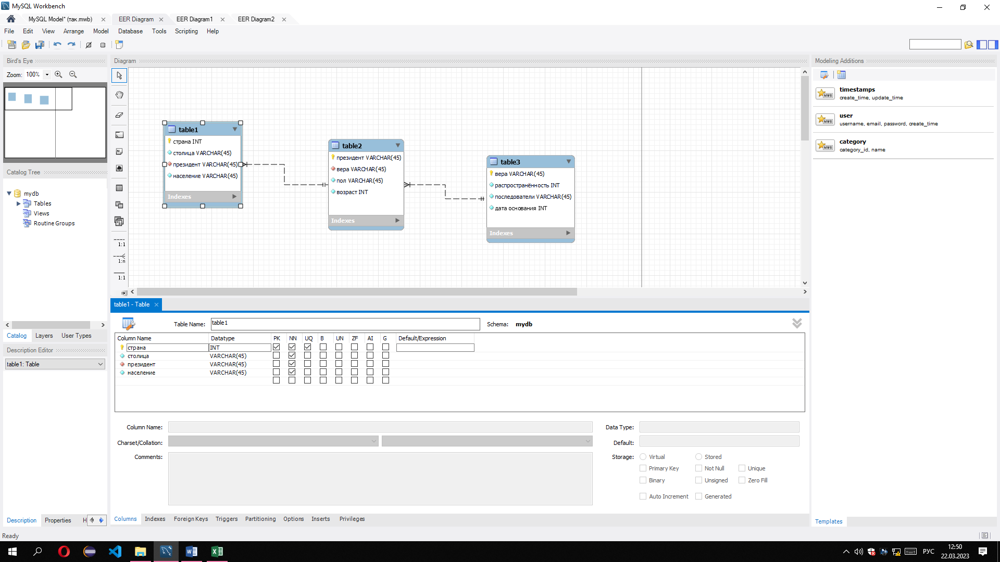 MySQL Workbench
MySQL Model* (так.mwb)
EER Diagram
EER Diagram1
EER Diagram2
File Edit View Arrange Model Database Tools Scripting Help
Bird's Eye
Zoom: 100%
Diagram
Modeling Additions
timestamps
create_time, update_time
user
username, email, password, create_time
category
category_id, name
table1
страна INT
столица VARCHAR(45)
президент VARCHAR(45)
население VARCHAR(45)
Indexes
table2
президент VARCHAR(45)
вера VARCHAR(45)
пол VARCHAR(45)
возраст INT
Indexes
table3
вера VARCHAR(45)
распространённость INT
последователи VARCHAR(45)
дата основания INT
Indexes
1:1
1:n
1:1
Catalog Tree
mydb
Tables
Views
Routine Groups
Catalog Layers User Types
Description Editor
table1: Table
Description Properties H
table1 - Table
Table Name: table1 Schema: mydb
Column Name Datatype PK NN UQ B UN ZF AI G Default/Expression
страна INT
столица VARCHAR(45)
президент VARCHAR(45)
население VARCHAR(45)
Column Name: Data Type:
Charset/Collation: Default:
Comments: Storage: Virtual Stored
Primary Key Not Null Unique
Binary Unsigned Zero Fill
Auto Increment Generated
Columns Indexes Foreign Keys Triggers Partitioning Options Inserts Privileges
Templates
Ready
РУС
12:50
22.03.2023